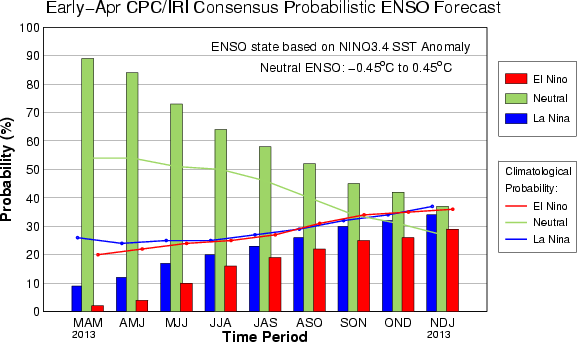 Early-Apr CPC/IRI Consensus Probabilistic ENSO Forecast
ENSO state based on NINO3.4 SST Anomaly
Neutral ENSO: -0.45°C to 0.45°C
Probability (%)
100
90
80
70
60
50
40
30
20
10
0
MAM AMJ MJJ JJA JAS ASO SON OND NDJ
2013 2013
Time Period
El Nino
Neutral
La Nina
Climatological
Probability:
El Nino
Neutral
La Nina